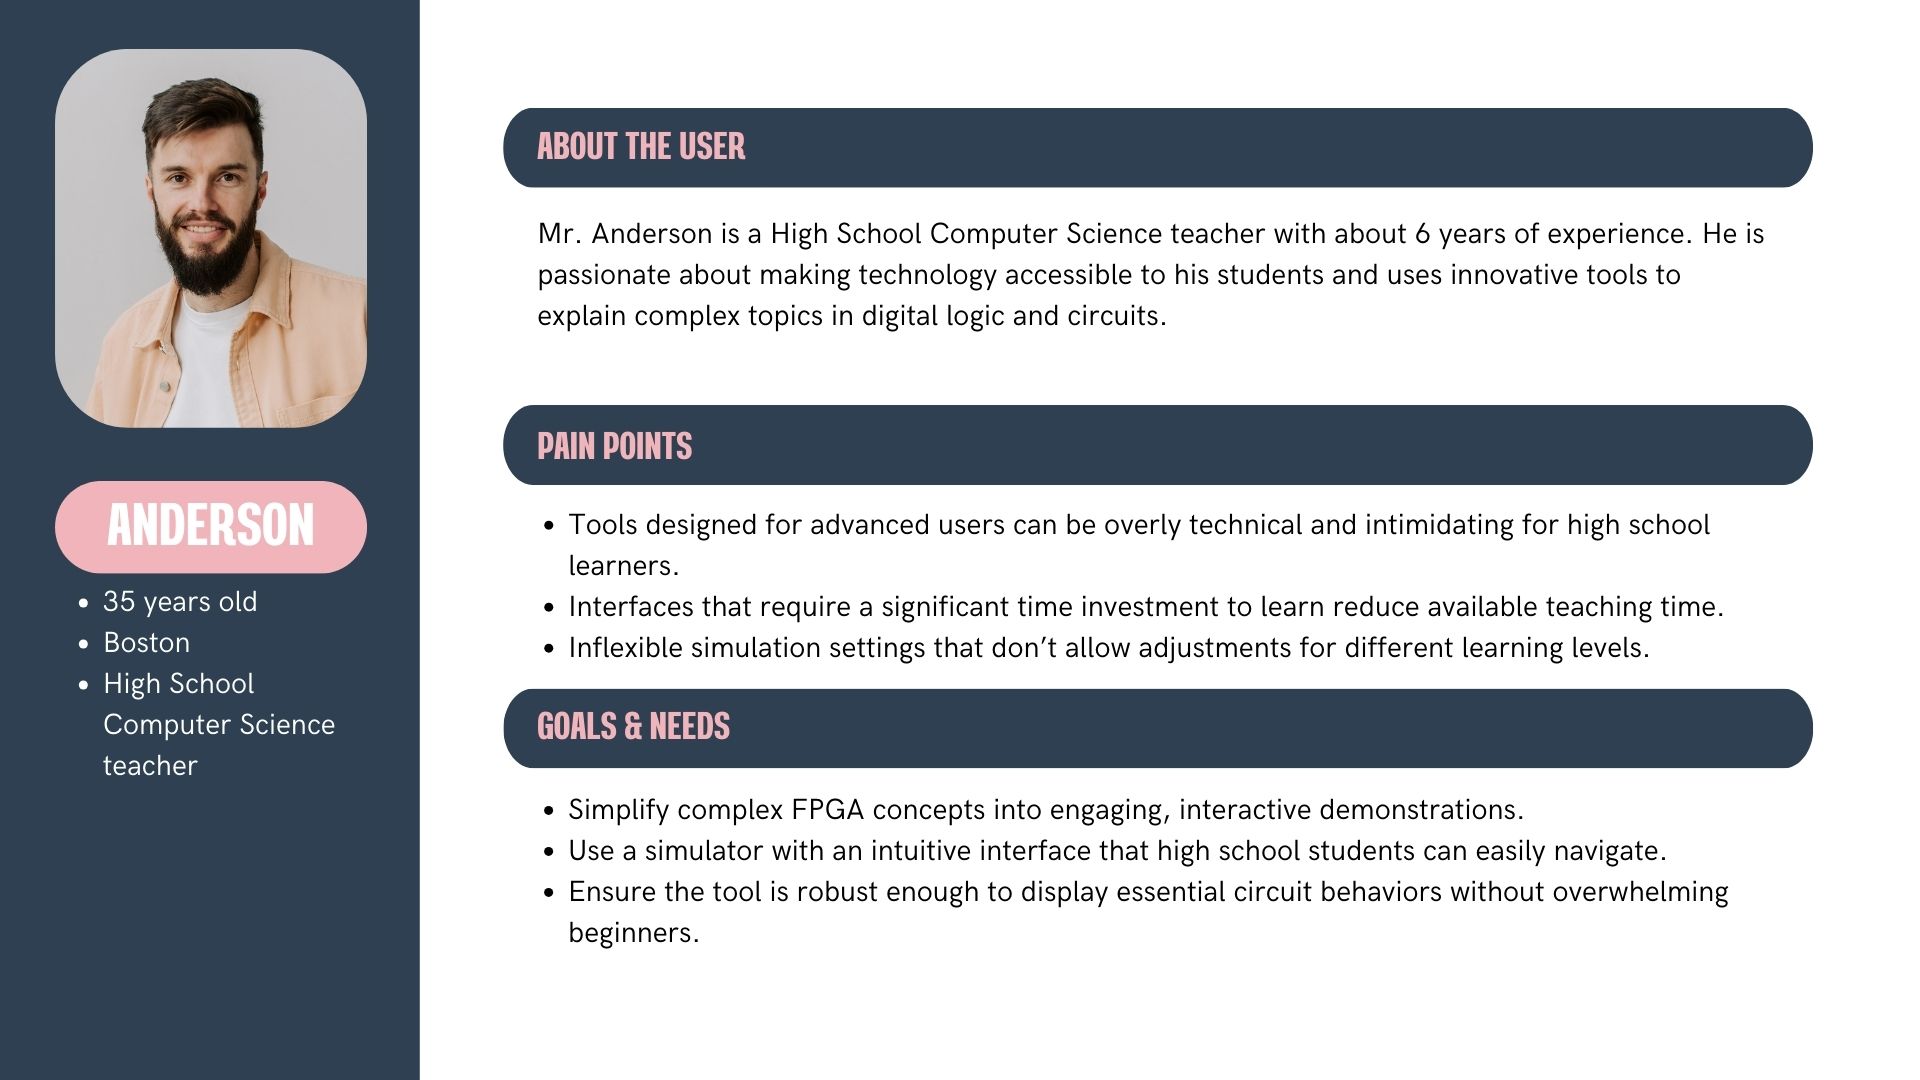 ANDERSON
• 35 years old
• Boston
• High School
Computer Science
teacher
ABOUT THE USER
Mr. Anderson is a High School Computer Science teacher with about 6 years of experience. He is
passionate about making technology accessible to his students and uses innovative tools to
explain complex topics in digital logic and circuits.
PAIN POINTS
• Tools designed for advanced users can be overly technical and intimidating for high school
learners.
• Interfaces that require a significant time investment to learn reduce available teaching time.
• Inflexible simulation settings that don’t allow adjustments for different learning levels.
GOALS & NEEDS
• Simplify complex FPGA concepts into engaging, interactive demonstrations.
• Use a simulator with an intuitive interface that high school students can easily navigate.
• Ensure the tool is robust enough to display essential circuit behaviors without overwhelming
beginners.